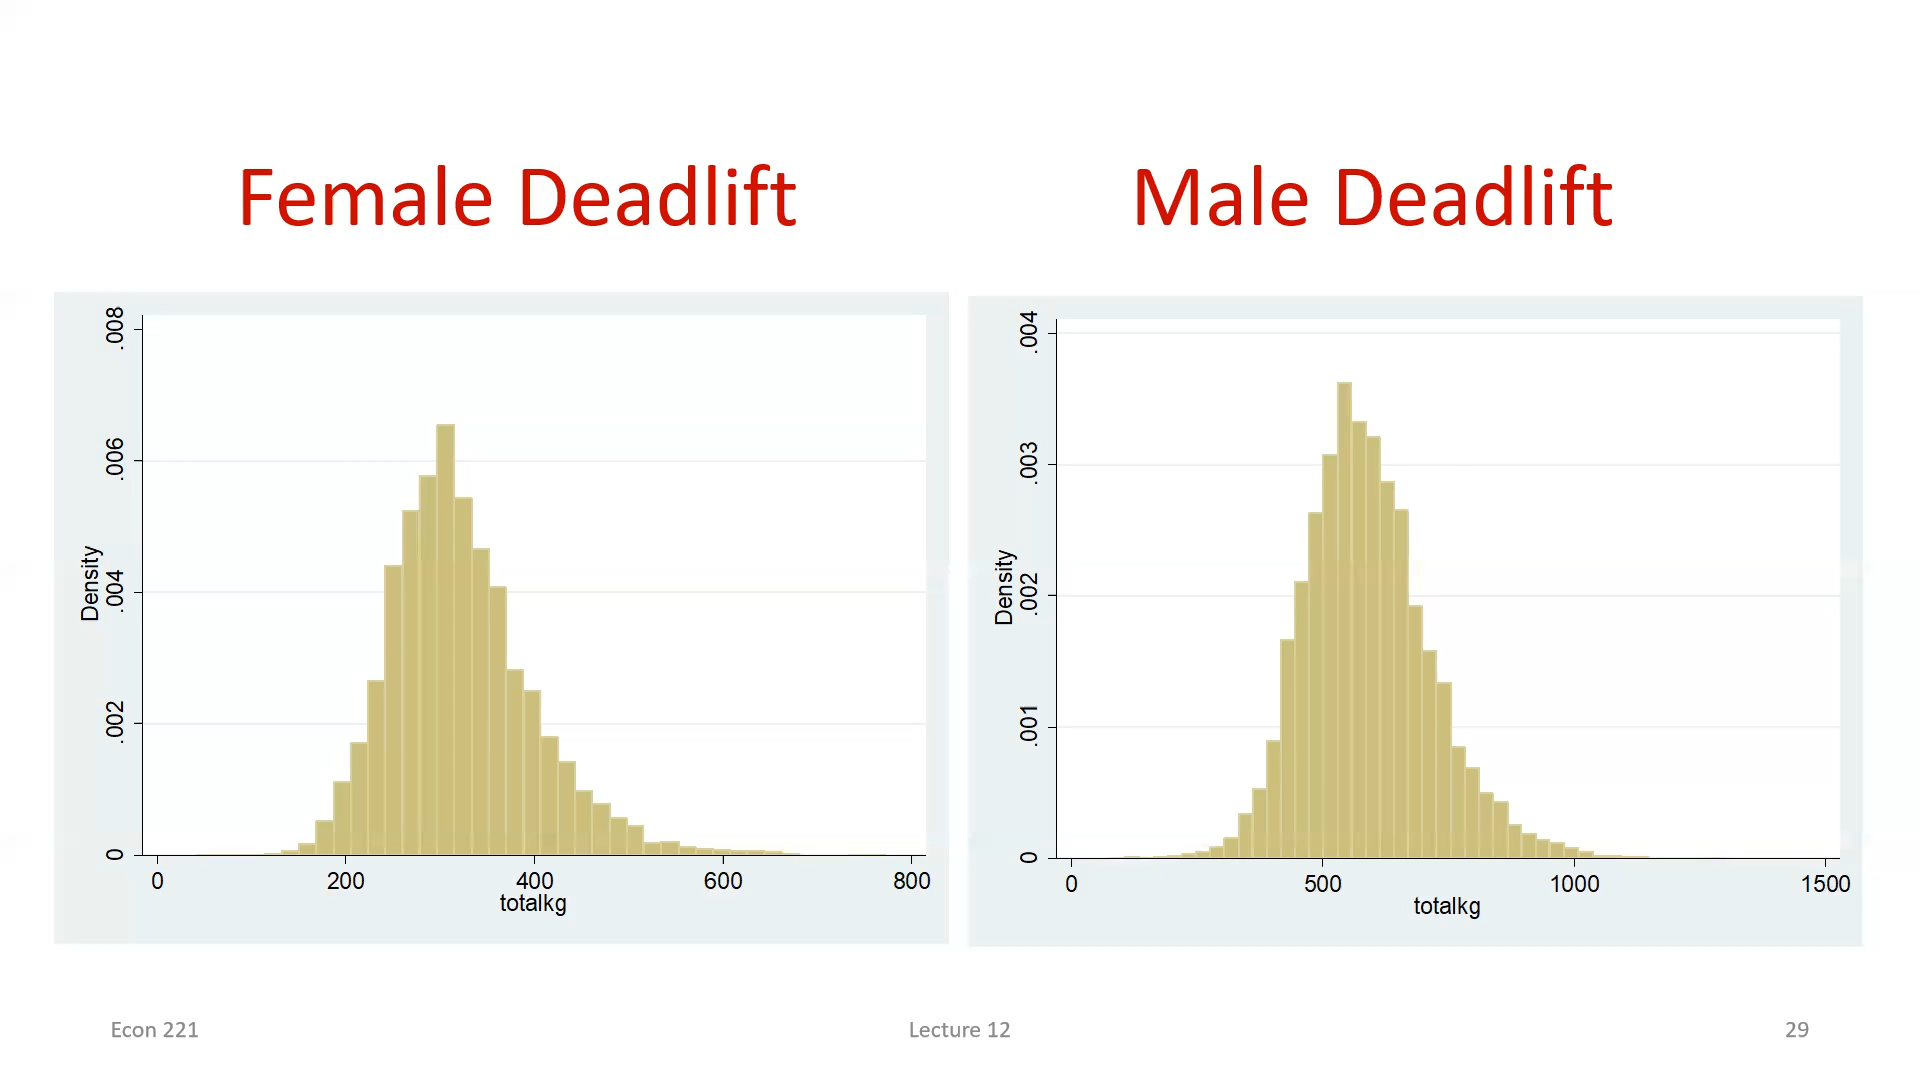 Female Deadlift
Male Deadlift
.008
.006
.004
.002
0
Density
0 200 400 600 800
totalkg
.004
.003
.002
.001
0
Density
0 500 1000 1500
totalkg
Econ 221
Lecture 12
29